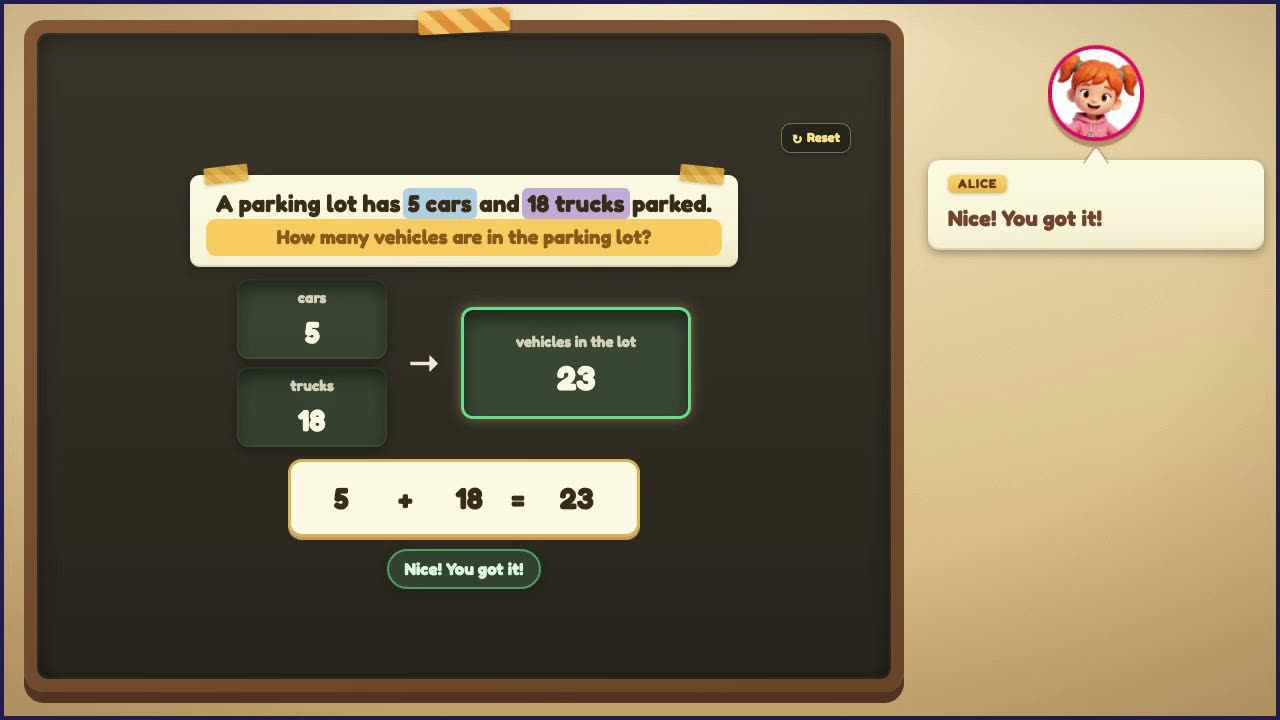 ↻ Reset
A parking lot has 5 cars and 18 trucks parked.
How many vehicles are in the parking lot?
cars
5
trucks
18
→
vehicles in the lot
23
5 + 18 = 23
Nice! You got it!
ALICE
Nice! You got it!